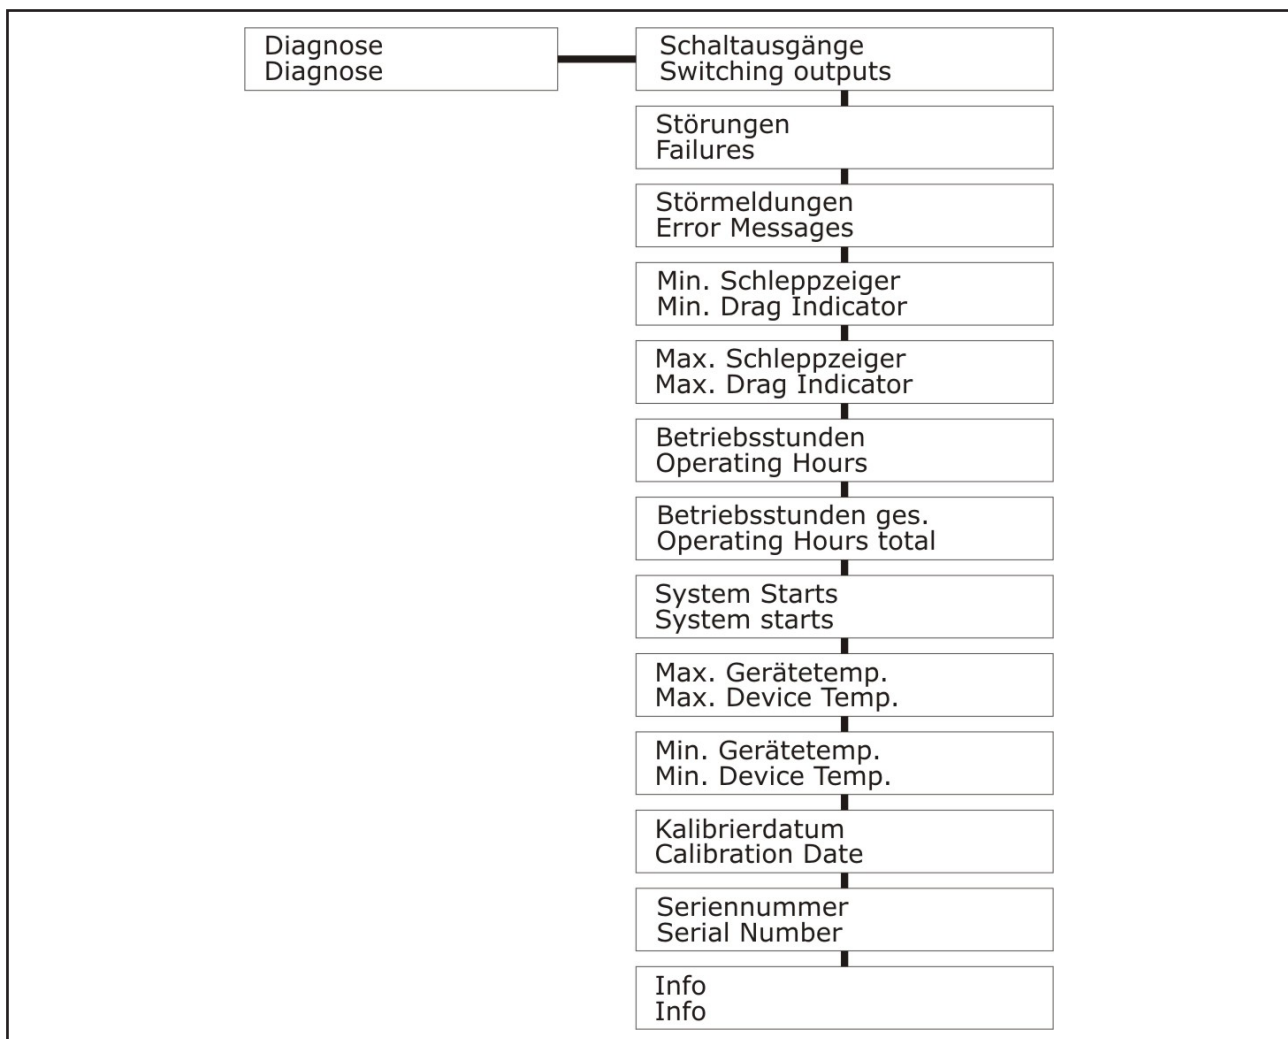 Diagnose
Diagnose
Schaltausgänge
Switching outputs
Störungen
Failures
Störmeldungen
Error Messages
Min. Schleppzeiger
Min. Drag Indicator
Max. Schleppzeiger
Max. Drag Indicator
Betriebsstunden
Operating Hours
Betriebsstunden ges.
Operating Hours total
System Starts
System starts
Max. Gerätetemp.
Max. Device Temp.
Min. Gerätetemp.
Min. Device Temp.
Kalibrierdatum
Calibration Date
Seriennummer
Serial Number
Info
Info